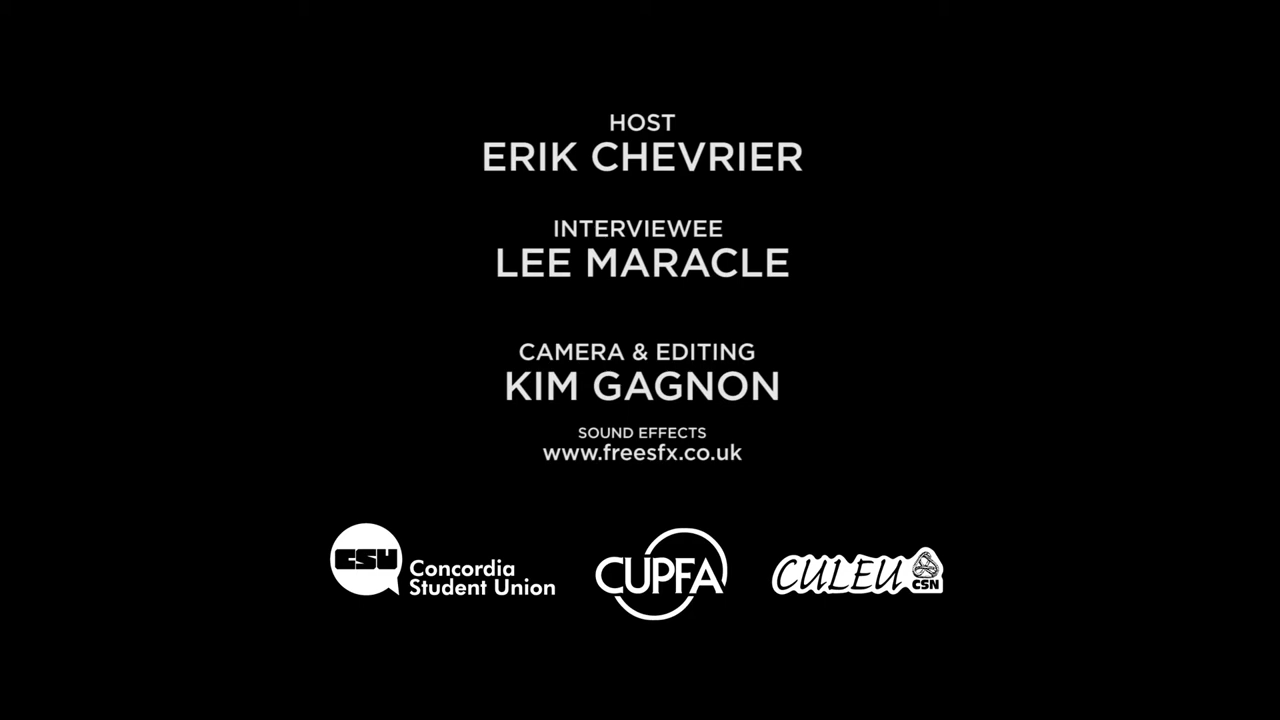 HOST
ERIK CHEVRIER
INTERVIEWEE
LEE MARACLE
CAMERA & EDITING
KIM GAGNON
SOUND EFFECTS
www.freesfx.co.uk
CSU
Concordia
Student Union
CUPFA
CULEU
CSN